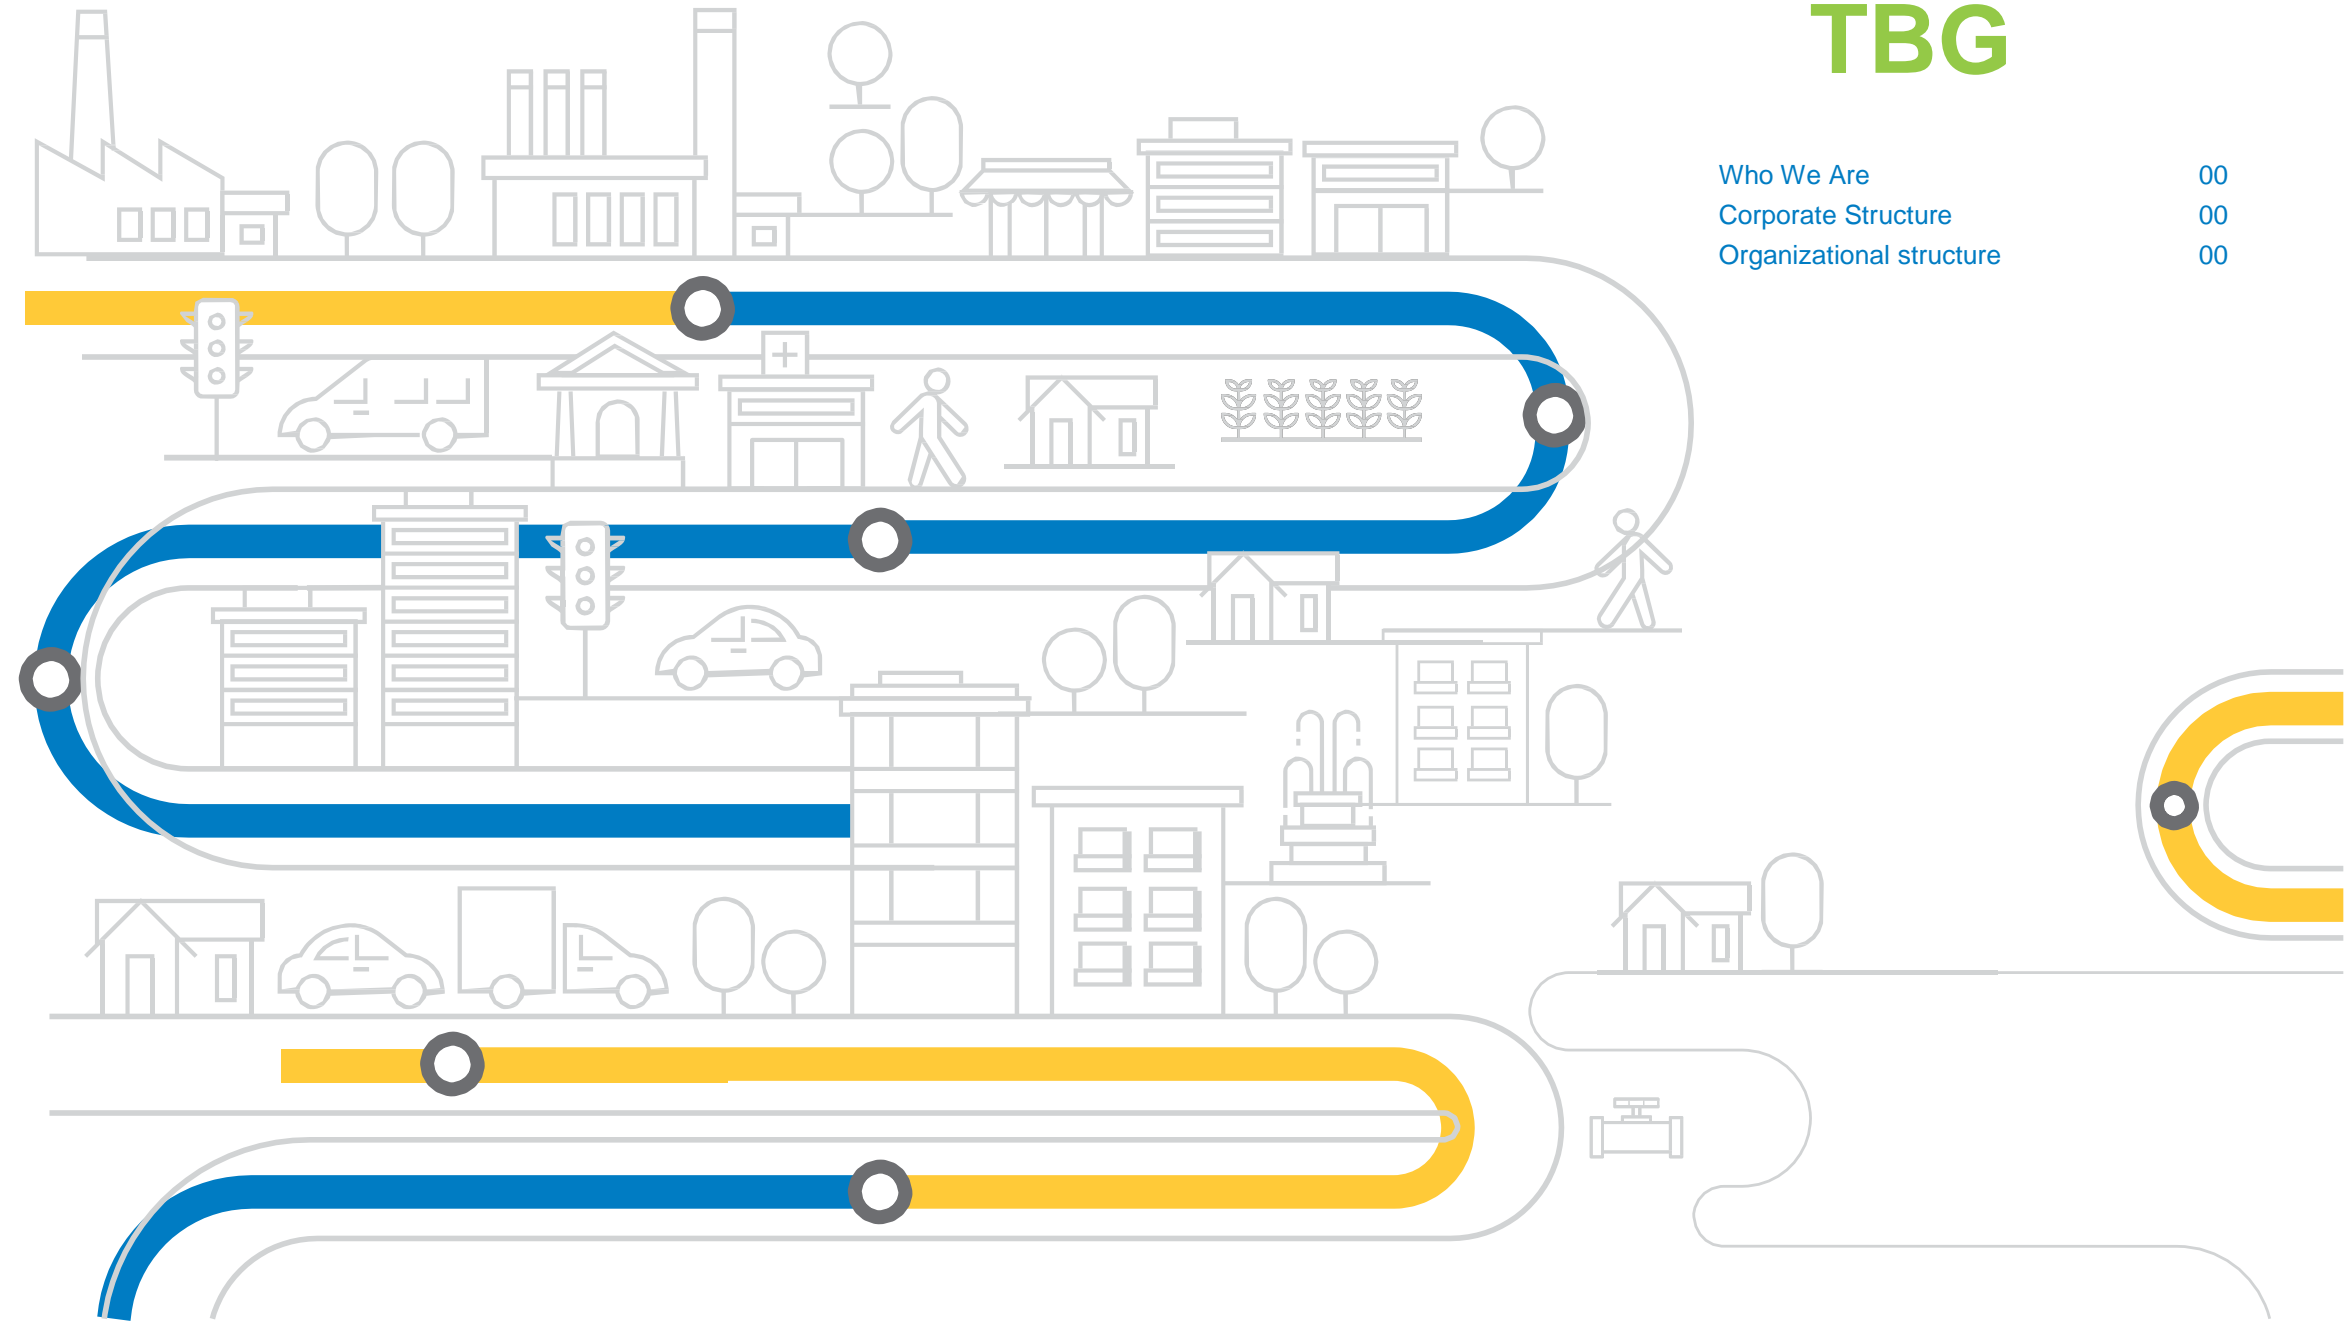 TBG
Who We Are 00
Corporate Structure 00
Organizational structure 00